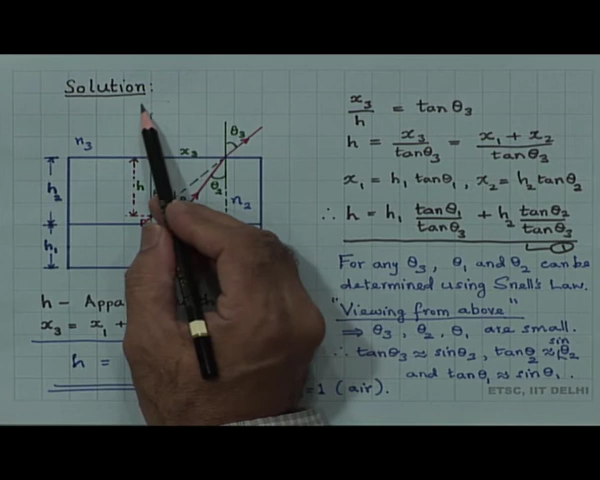 Solution:
n₃
x₃
θ₃
θ₂
n₂
h₂
h
h₁
h – Appa
x₃ = x₁ +
h =
=1 (air).
x₃/h = tanθ₃
h = x₃/tanθ₃ = x₁ + x₂/tanθ₃
x₁ = h₁ tanθ₁ , x₂ = h₂ tanθ₂
∴ h = h₁ tanθ₁/tanθ₃ + h₂ tanθ₂/tanθ₃
①
For any θ₃, θ₁ and θ₂ can be
determined using Snell's Law.
"Viewing from above"
⇒ θ₃, θ₂, θ₁ are small.
∴ tanθ₃ ≈ sinθ₃, tanθ₂ ≈ sinθ₂
and tanθ₁ ≈ sinθ₁.
ETSC, IIT DELHI